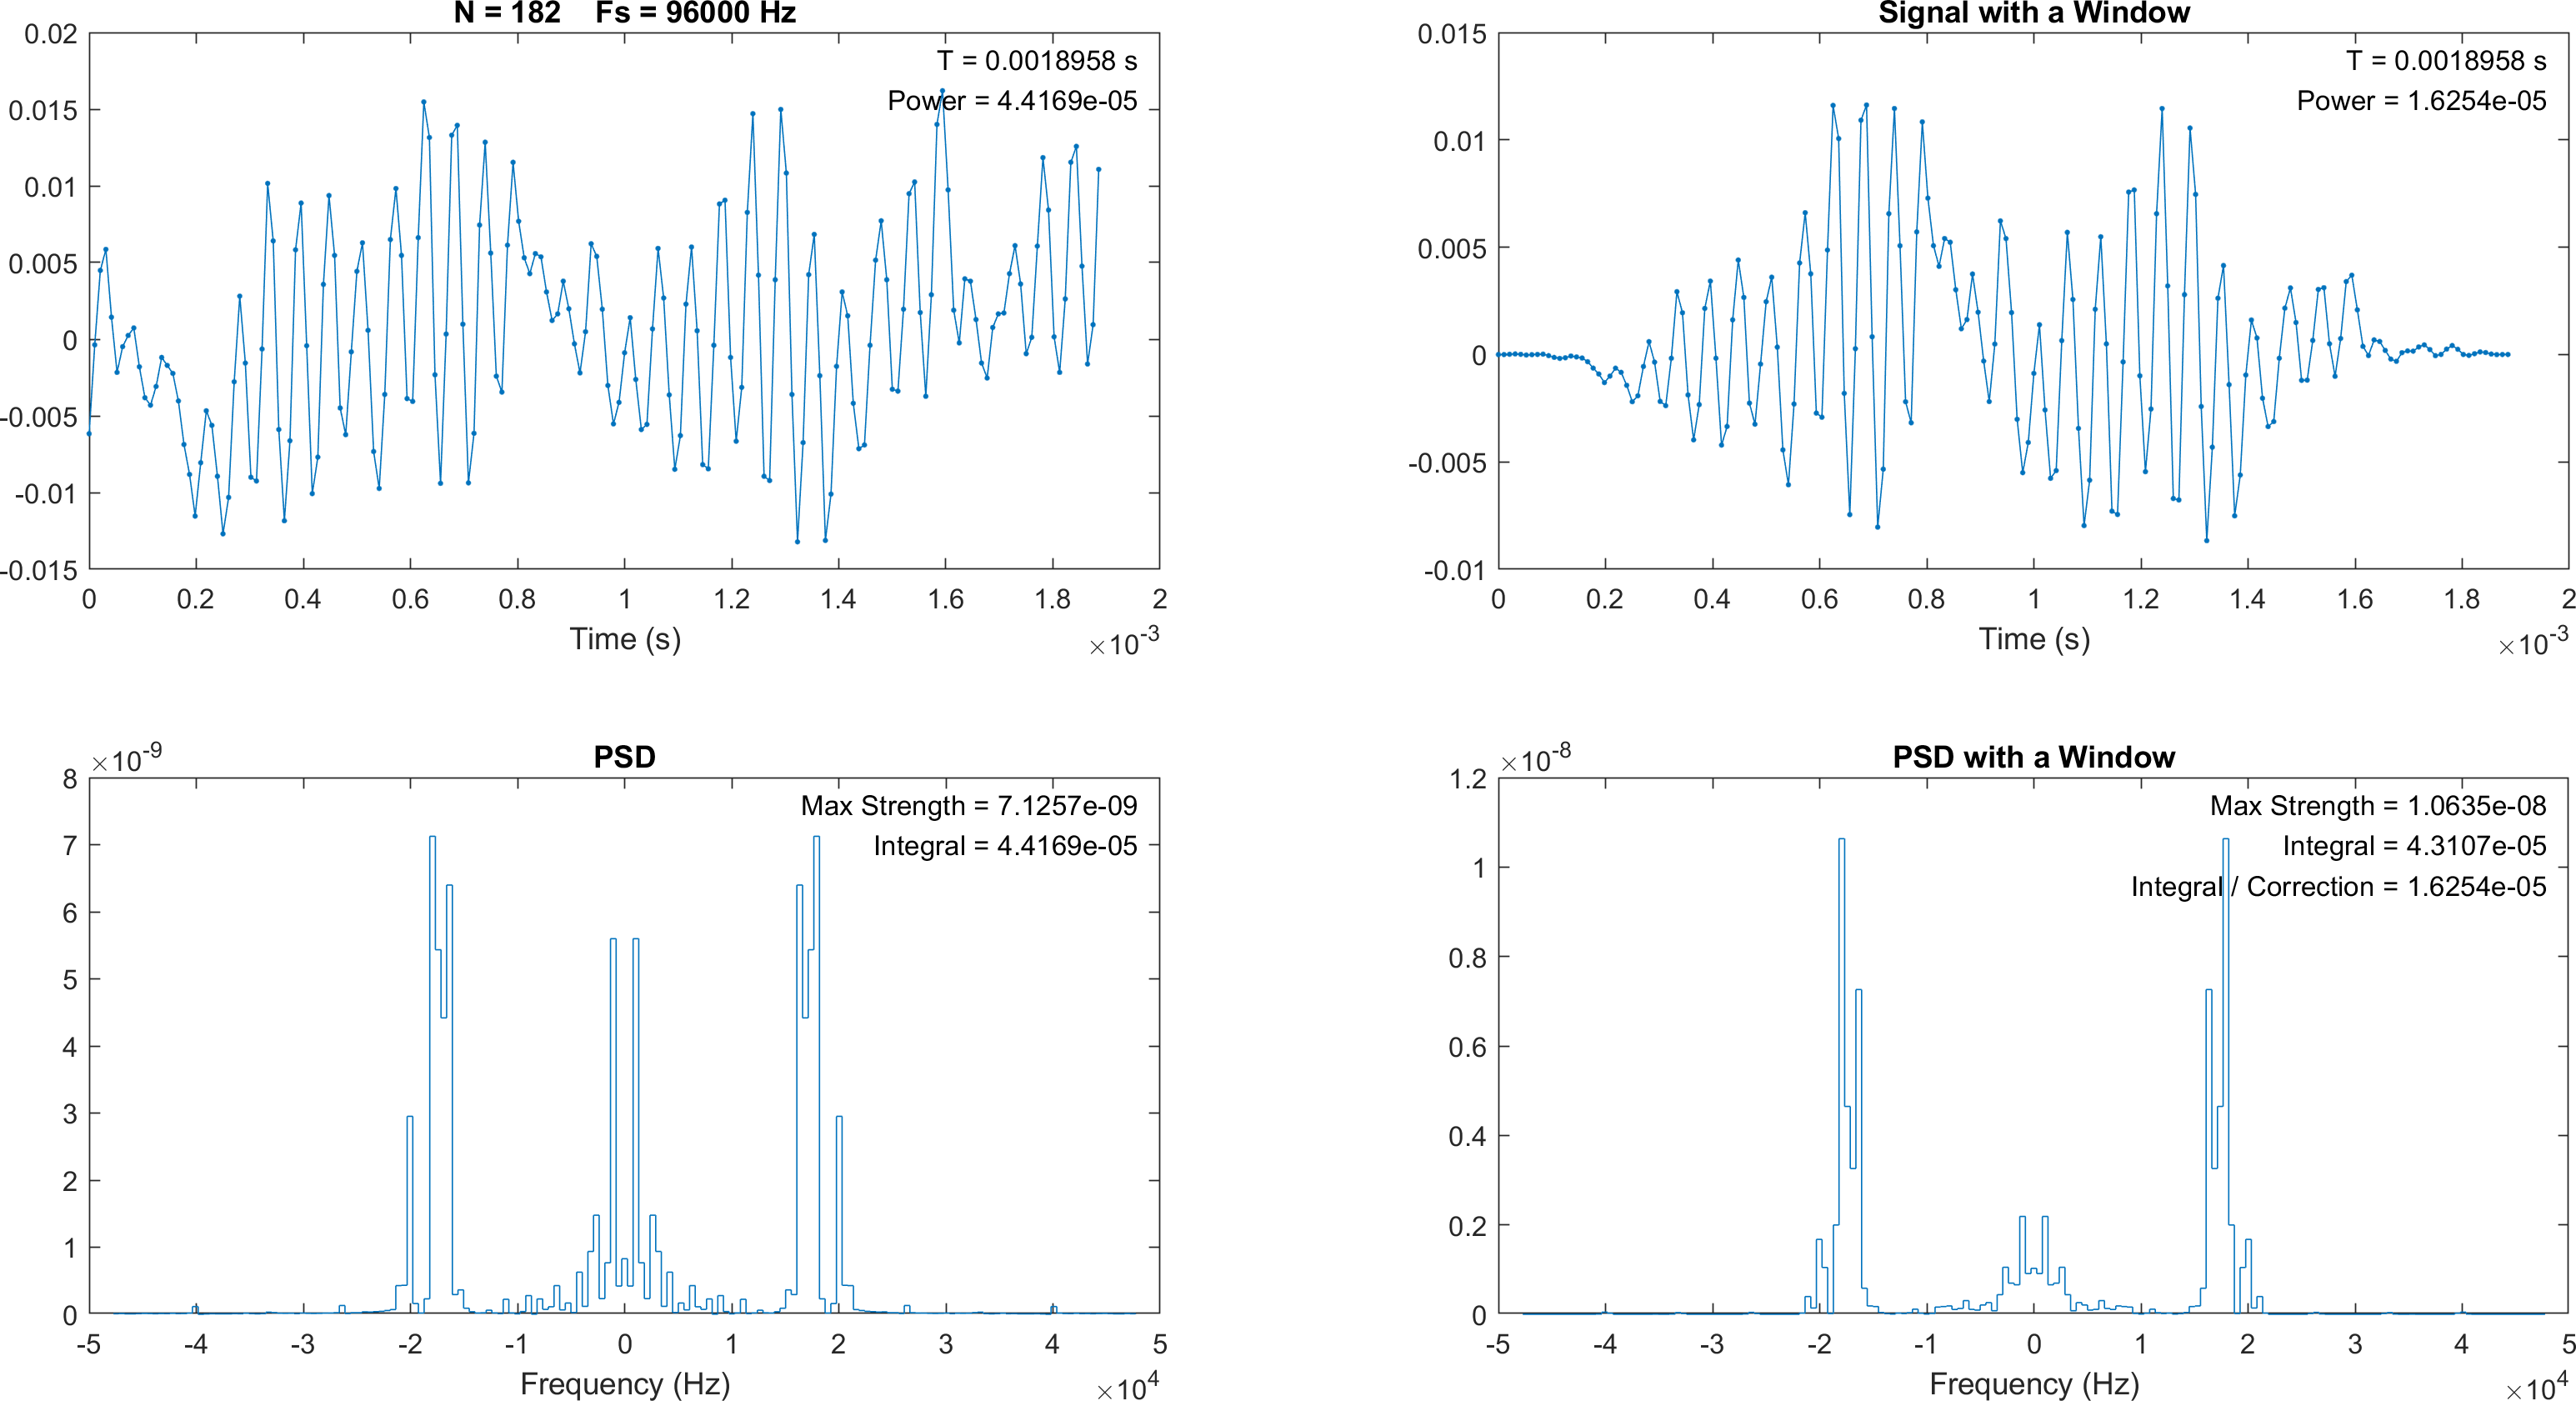 N = 182    Fs = 96000 Hz
T = 0.0018958 s
Power = 4.4169e-05
0.02
0.015
0.01
0.005
0
-0.005
-0.01
-0.015
0 0.2 0.4 0.6 0.8 1 1.2 1.4 1.6 1.8 2
Time (s)
×10-3
Signal with a Window
T = 0.0018958 s
Power = 1.6254e-05
0.015
0.01
0.005
0
-0.005
-0.01
0 0.2 0.4 0.6 0.8 1 1.2 1.4 1.6 1.8 2
Time (s)
×10-3
PSD
×10-9
Max Strength = 7.1257e-09
Integral = 4.4169e-05
8
7
6
5
4
3
2
1
0
-5 -4 -3 -2 -1 0 1 2 3 4 5
Frequency (Hz)
×104
PSD with a Window
×10-8
Max Strength = 1.0635e-08
Integral = 4.3107e-05
Integral / Correction = 1.6254e-05
1.2
1
0.8
0.6
0.4
0.2
0
-5 -4 -3 -2 -1 0 1 2 3 4 5
Frequency (Hz)
×104